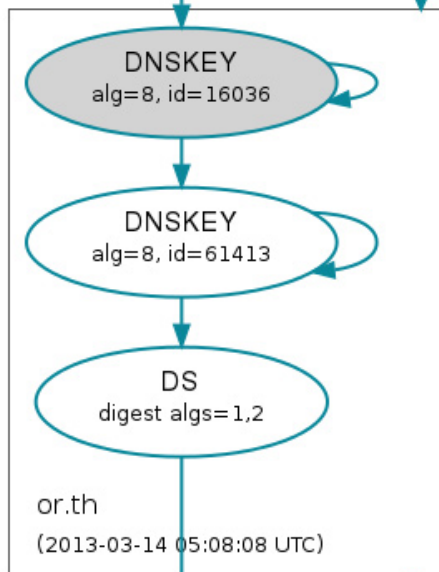 DNSKEY
alg=8, id=16036
DNSKEY
alg=8, id=61413
DS
digest algs=1,2
or.th
(2013-03-14 05:08:08 UTC)